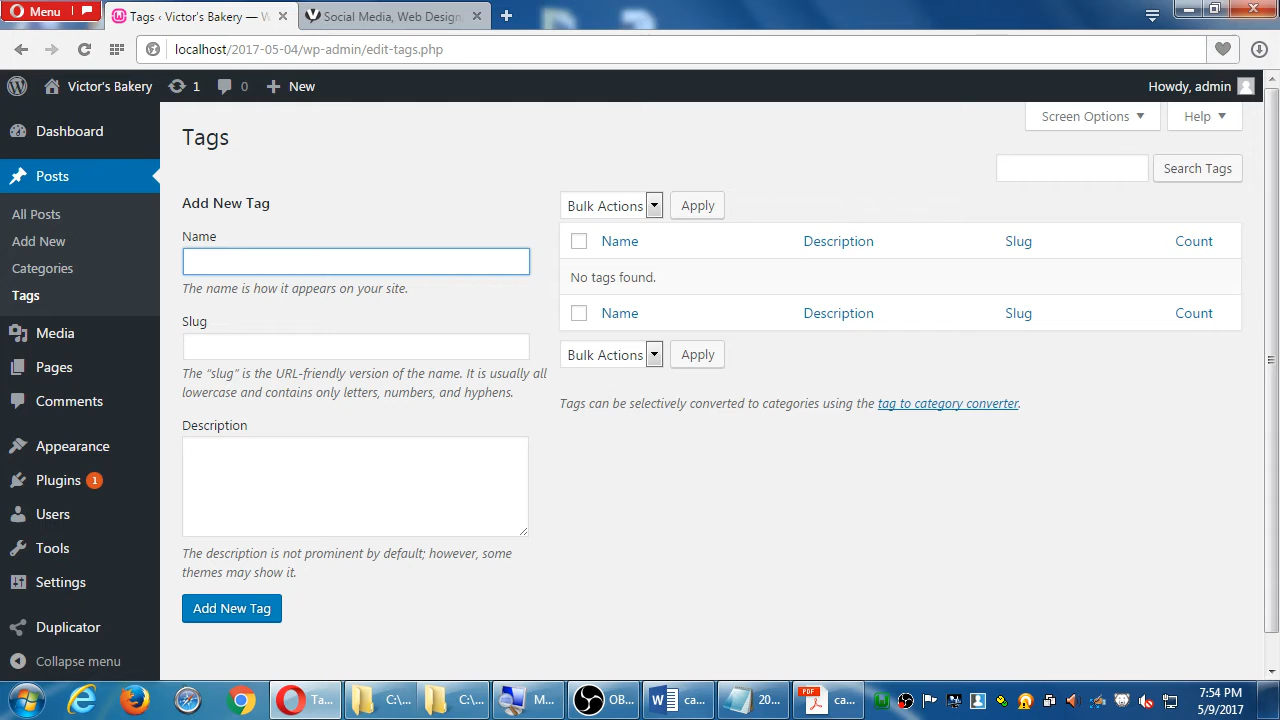 Menu
Tags ‹ Victor's Bakery — W
Social Media, Web Design,
localhost/2017-05-04/wp-admin/edit-tags.php
Victor's Bakery
1
0
New
Howdy, admin
Dashboard
Posts
All Posts
Add New
Categories
Tags
Media
Pages
Comments
Appearance
Plugins 1
Users
Tools
Settings
Duplicator
Collapse menu
Screen Options
Help
Tags
Search Tags
Add New Tag
Name
The name is how it appears on your site.
Slug
The “slug” is the URL-friendly version of the name. It is usually all
lowercase and contains only letters, numbers, and hyphens.
Description
The description is not prominent by default; however, some
themes may show it.
Add New Tag
Bulk Actions
Apply
Name Description Slug Count
No tags found.
Name Description Slug Count
Bulk Actions
Apply
Tags can be selectively converted to categories using the tag to category converter.
Ta...
C:\...
C:\...
M...
OB...
ca...
20...
PDF
ca...
7:54 PM
5/9/2017